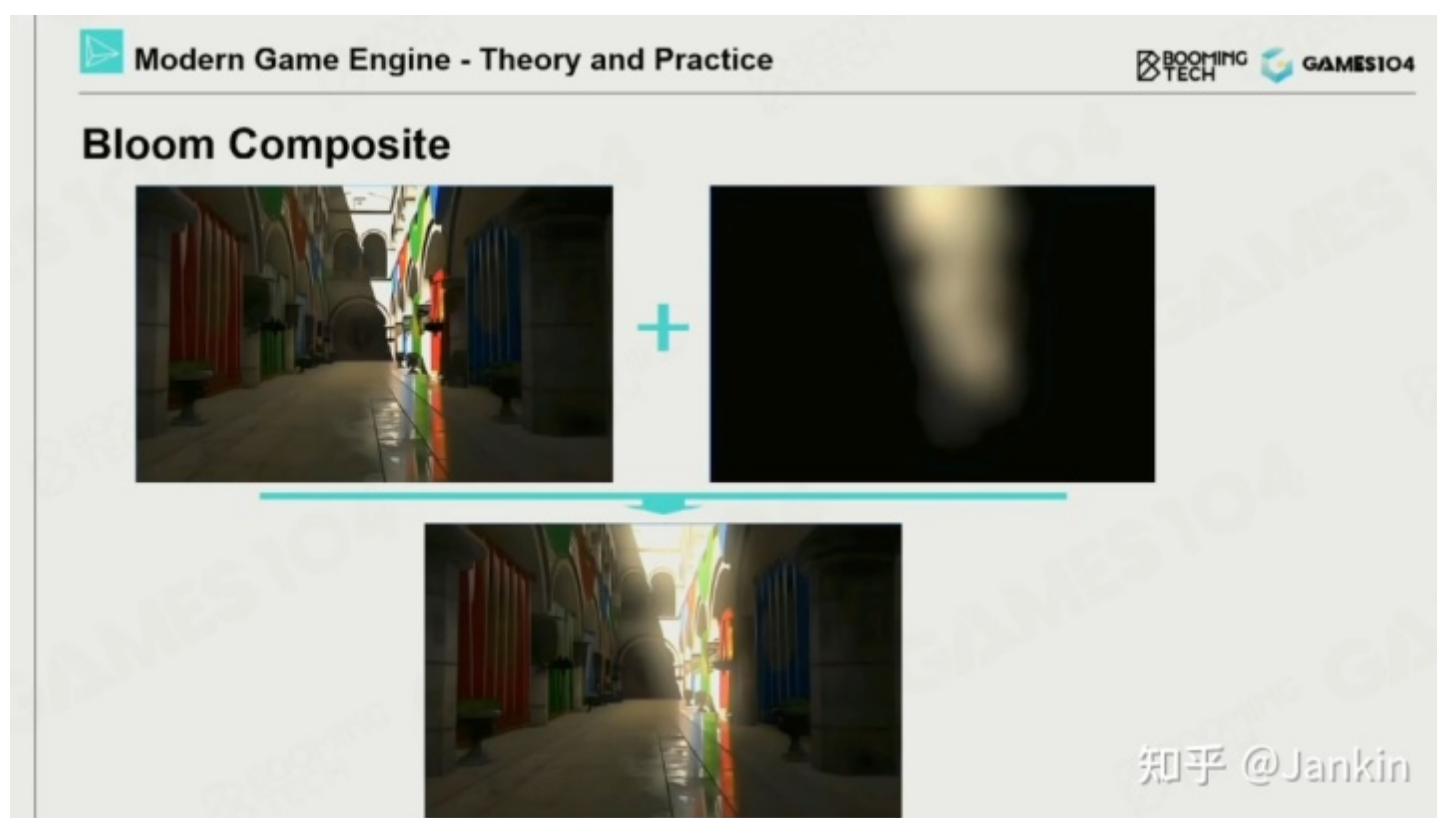 Modern Game Engine - Theory and Practice
BOOMING
TECH
GAMES104
Bloom Composite
知乎 @Jankin